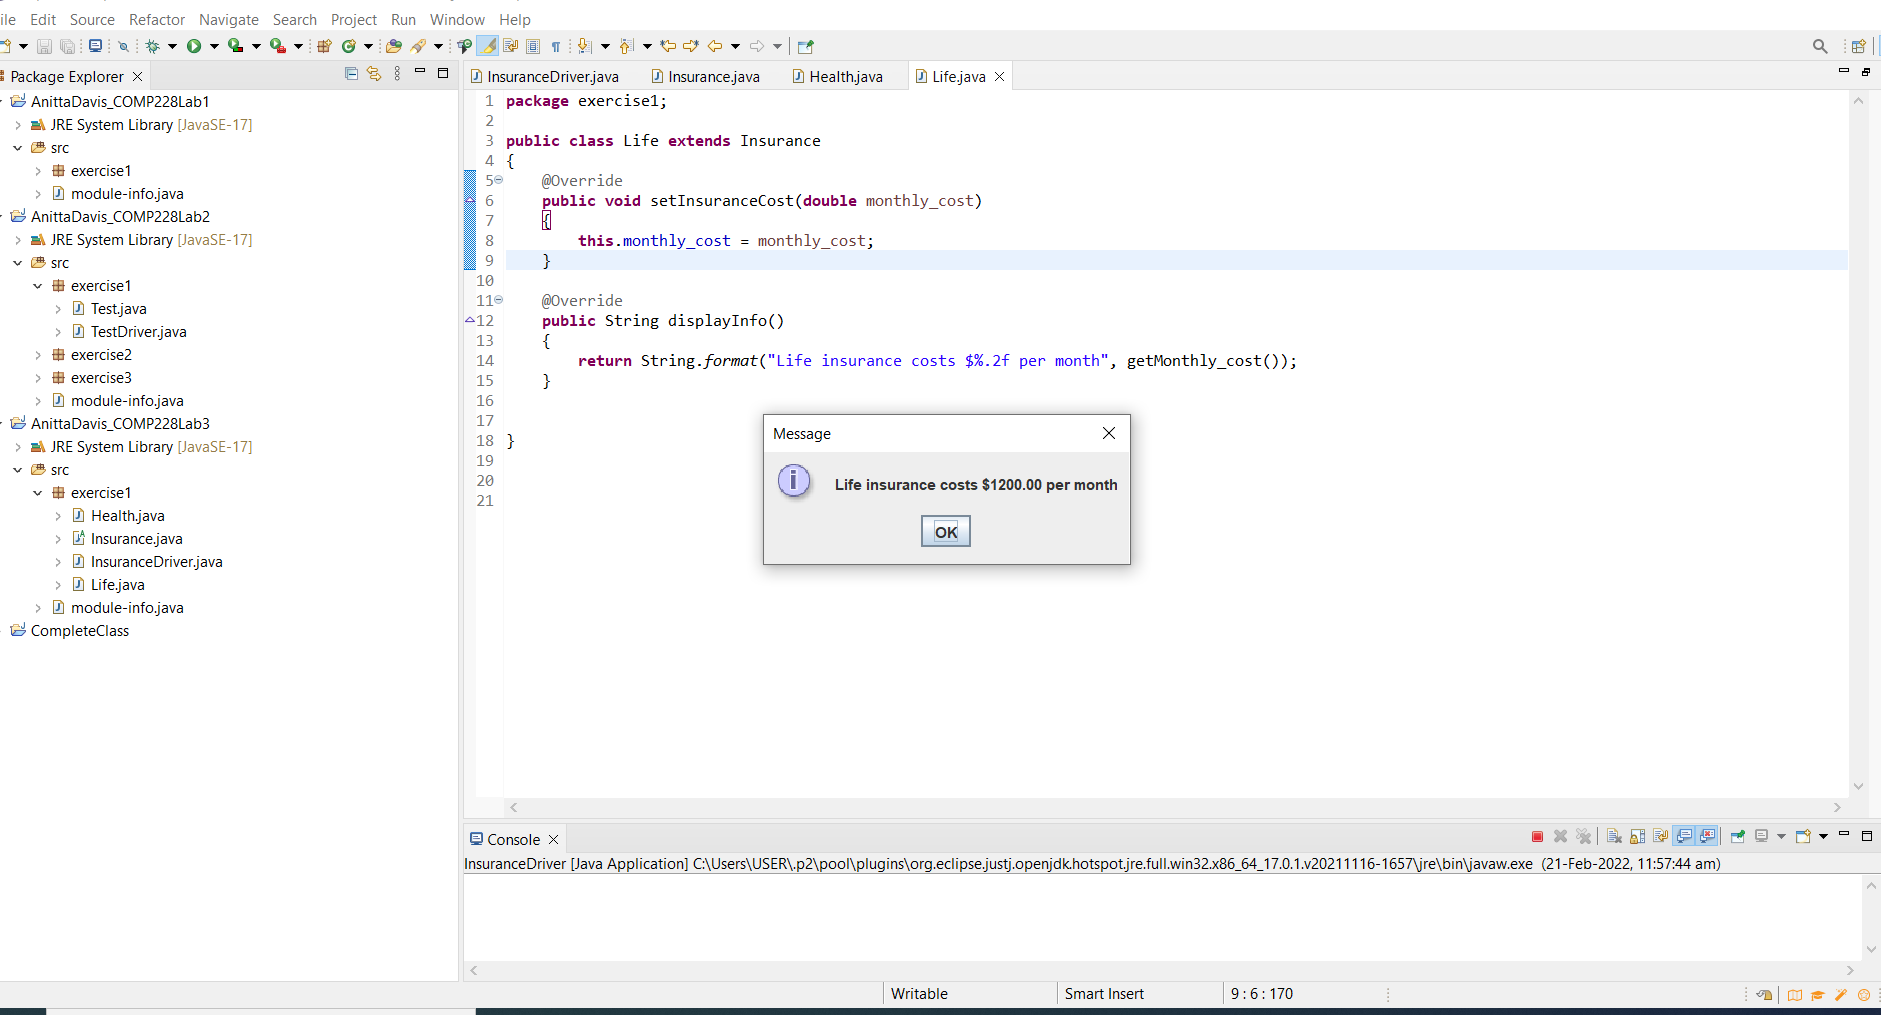 ile Edit Source Refactor Navigate Search Project Run Window Help
Package Explorer
AnittaDavis_COMP228Lab1
JRE System Library [JavaSE-17]
src
exercise1
module-info.java
AnittaDavis_COMP228Lab2
JRE System Library [JavaSE-17]
src
exercise1
Test.java
TestDriver.java
exercise2
exercise3
module-info.java
AnittaDavis_COMP228Lab3
JRE System Library [JavaSE-17]
src
exercise1
Health.java
Insurance.java
InsuranceDriver.java
Life.java
module-info.java
CompleteClass
InsuranceDriver.java Insurance.java Health.java Life.java
1 package exercise1;
2
3 public class Life extends Insurance
4 {
5 @Override
6 public void setInsuranceCost(double monthly_cost)
7 {
8 this.monthly_cost = monthly_cost;
9 }
10
11 @Override
12 public String displayInfo()
13 {
14 return String.format("Life insurance costs $%.2f per month", getMonthly_cost());
15 }
16
17
18 }
19
20
21
Message
Life insurance costs $1200.00 per month
OK
Console
InsuranceDriver [Java Application] C:\Users\USER\.p2\pool\plugins\org.eclipse.justj.openjdk.hotspot.jre.full.win32.x86_64_17.0.1.v20211116-1657\jre\bin\javaw.exe (21-Feb-2022, 11:57:44 am)
Writable Smart Insert 9 : 6 : 170